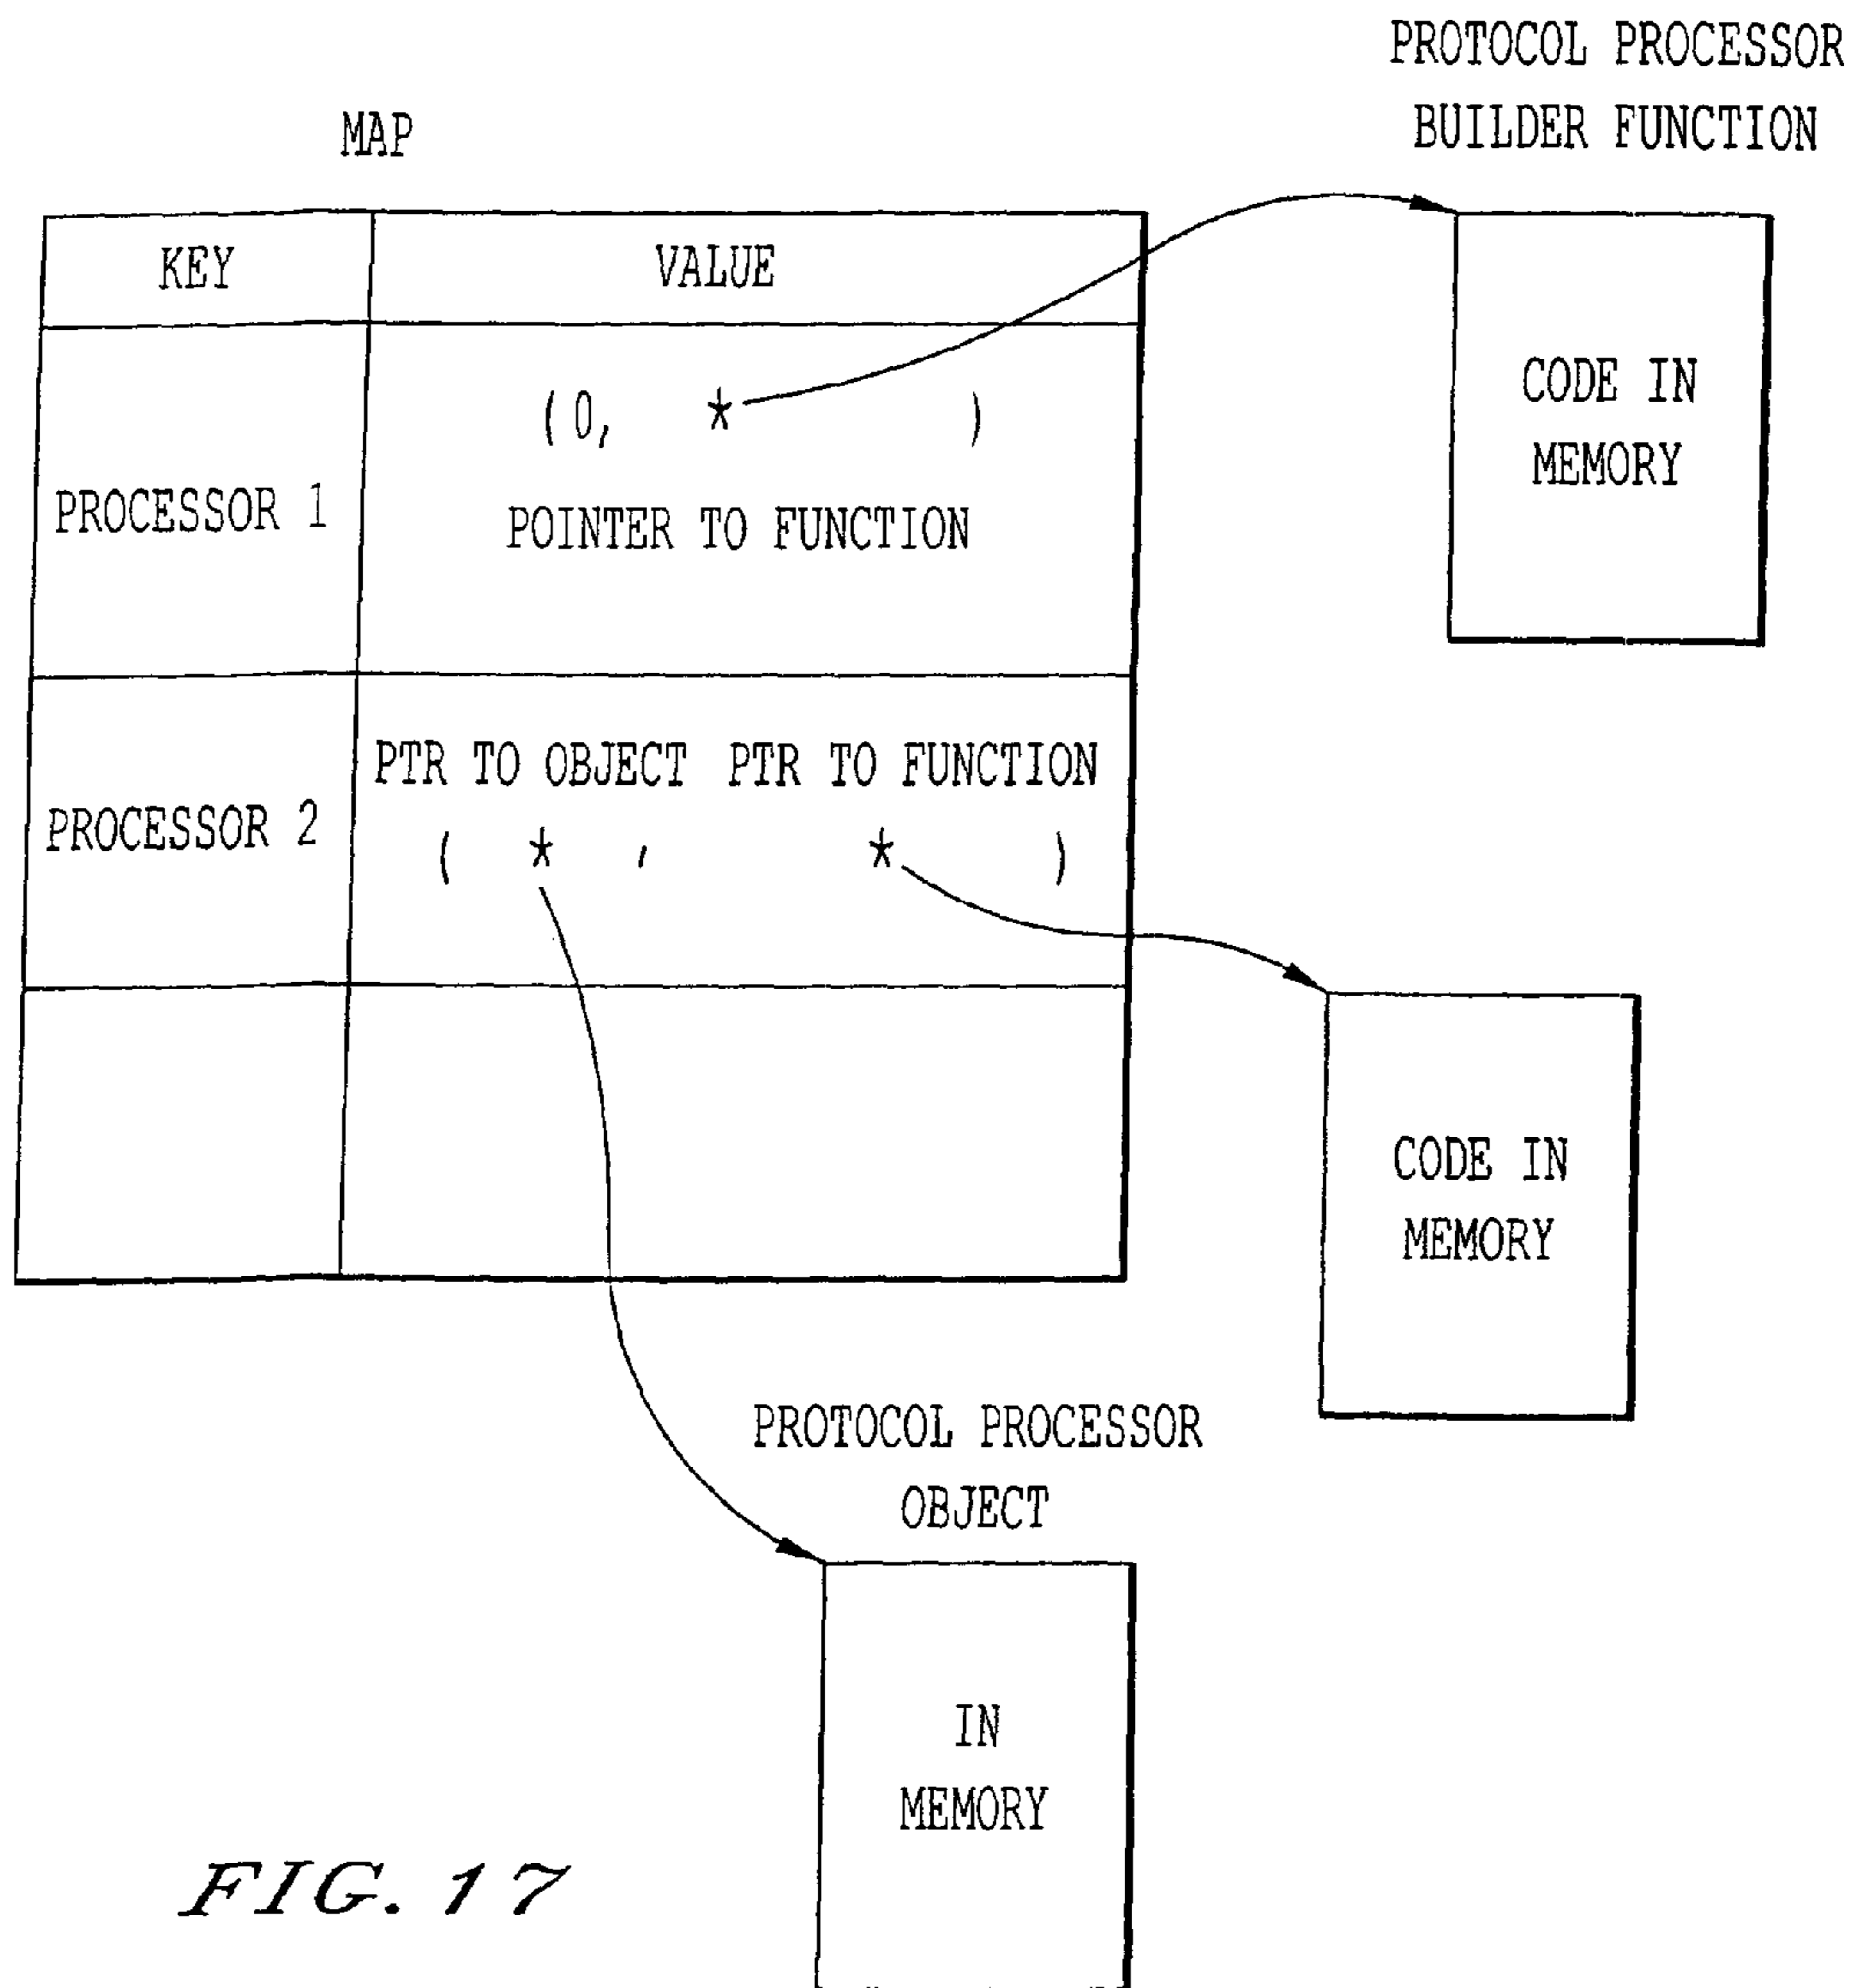 PROTOCOL PROCESSOR
BUILDER FUNCTION
MAP
KEY VALUE
CODE IN
MEMORY
(0, * )
PROCESSOR 1
POINTER TO FUNCTION
PTR TO OBJECT PTR TO FUNCTION
PROCESSOR 2
( * , * )
CODE IN
MEMORY
PROTOCOL PROCESSOR
OBJECT
IN
MEMORY
FIG. 17